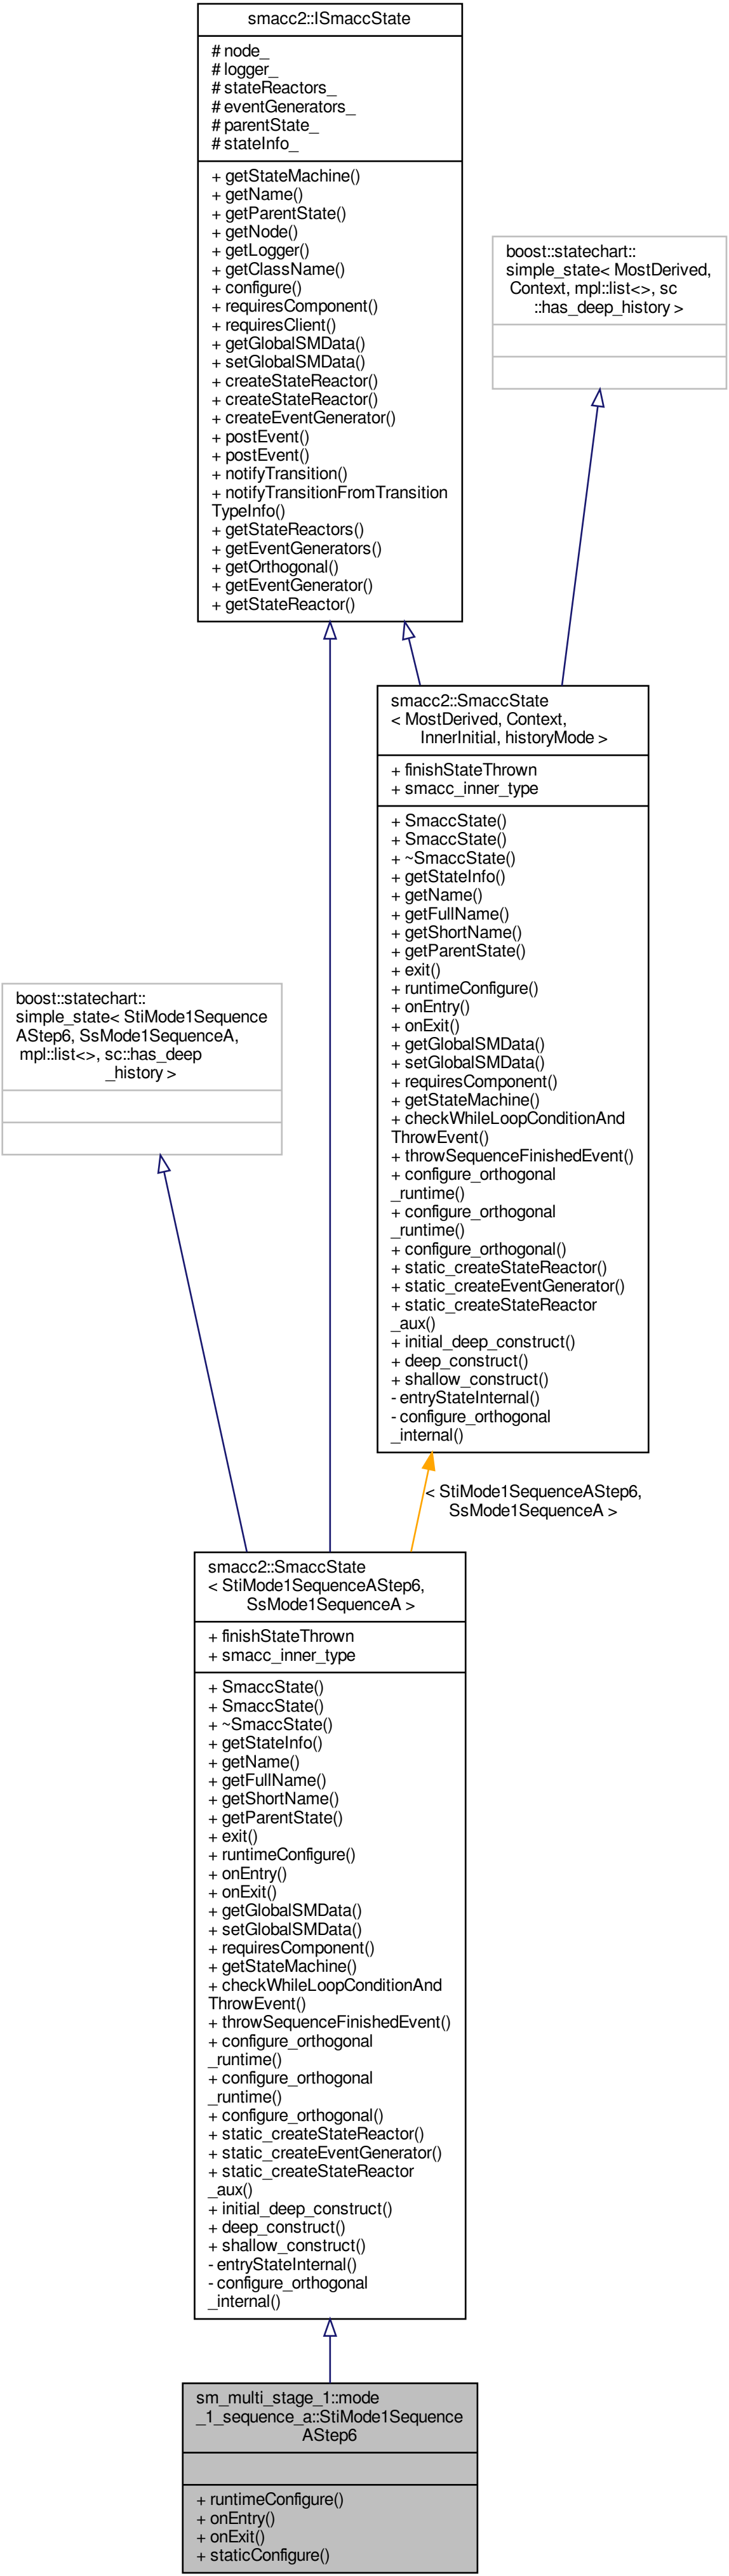 smacc2::ISmaccState
# node_
# logger_
# stateReactors_
# eventGenerators_
# parentState_
# stateInfo_
+ getStateMachine()
+ getName()
+ getParentState()
+ getNode()
+ getLogger()
+ getClassName()
+ configure()
+ requiresComponent()
+ requiresClient()
+ getGlobalSMData()
+ setGlobalSMData()
+ createStateReactor()
+ createStateReactor()
+ createEventGenerator()
+ postEvent()
+ postEvent()
+ notifyTransition()
+ notifyTransitionFromTransition
TypeInfo()
+ getStateReactors()
+ getEventGenerators()
+ getOrthogonal()
+ getEventGenerator()
+ getStateReactor()
boost::statechart::
simple_state< MostDerived,
Context, mpl::list<>, sc
::has_deep_history >
smacc2::SmaccState
< MostDerived, Context,
InnerInitial, historyMode >
+ finishStateThrown
+ smacc_inner_type
+ SmaccState()
+ SmaccState()
+ ~SmaccState()
+ getStateInfo()
+ getName()
+ getFullName()
+ getShortName()
+ getParentState()
+ exit()
+ runtimeConfigure()
+ onEntry()
+ onExit()
+ getGlobalSMData()
+ setGlobalSMData()
+ requiresComponent()
+ getStateMachine()
+ checkWhileLoopConditionAnd
ThrowEvent()
+ throwSequenceFinishedEvent()
+ configure_orthogonal
_runtime()
+ configure_orthogonal
_runtime()
+ configure_orthogonal()
+ static_createStateReactor()
+ static_createEventGenerator()
+ static_createStateReactor
_aux()
+ initial_deep_construct()
+ deep_construct()
+ shallow_construct()
- entryStateInternal()
- configure_orthogonal
_internal()
boost::statechart::
simple_state< StiMode1Sequence
AStep6, SsMode1SequenceA,
mpl::list<>, sc::has_deep
_history >
< StiMode1SequenceAStep6,
SsMode1SequenceA >
smacc2::SmaccState
< StiMode1SequenceAStep6,
SsMode1SequenceA >
+ finishStateThrown
+ smacc_inner_type
+ SmaccState()
+ SmaccState()
+ ~SmaccState()
+ getStateInfo()
+ getName()
+ getFullName()
+ getShortName()
+ getParentState()
+ exit()
+ runtimeConfigure()
+ onEntry()
+ onExit()
+ getGlobalSMData()
+ setGlobalSMData()
+ requiresComponent()
+ getStateMachine()
+ checkWhileLoopConditionAnd
ThrowEvent()
+ throwSequenceFinishedEvent()
+ configure_orthogonal
_runtime()
+ configure_orthogonal
_runtime()
+ configure_orthogonal()
+ static_createStateReactor()
+ static_createEventGenerator()
+ static_createStateReactor
_aux()
+ initial_deep_construct()
+ deep_construct()
+ shallow_construct()
- entryStateInternal()
- configure_orthogonal
_internal()
sm_multi_stage_1::mode
_1_sequence_a::StiMode1Sequence
AStep6
+ runtimeConfigure()
+ onEntry()
+ onExit()
+ staticConfigure()